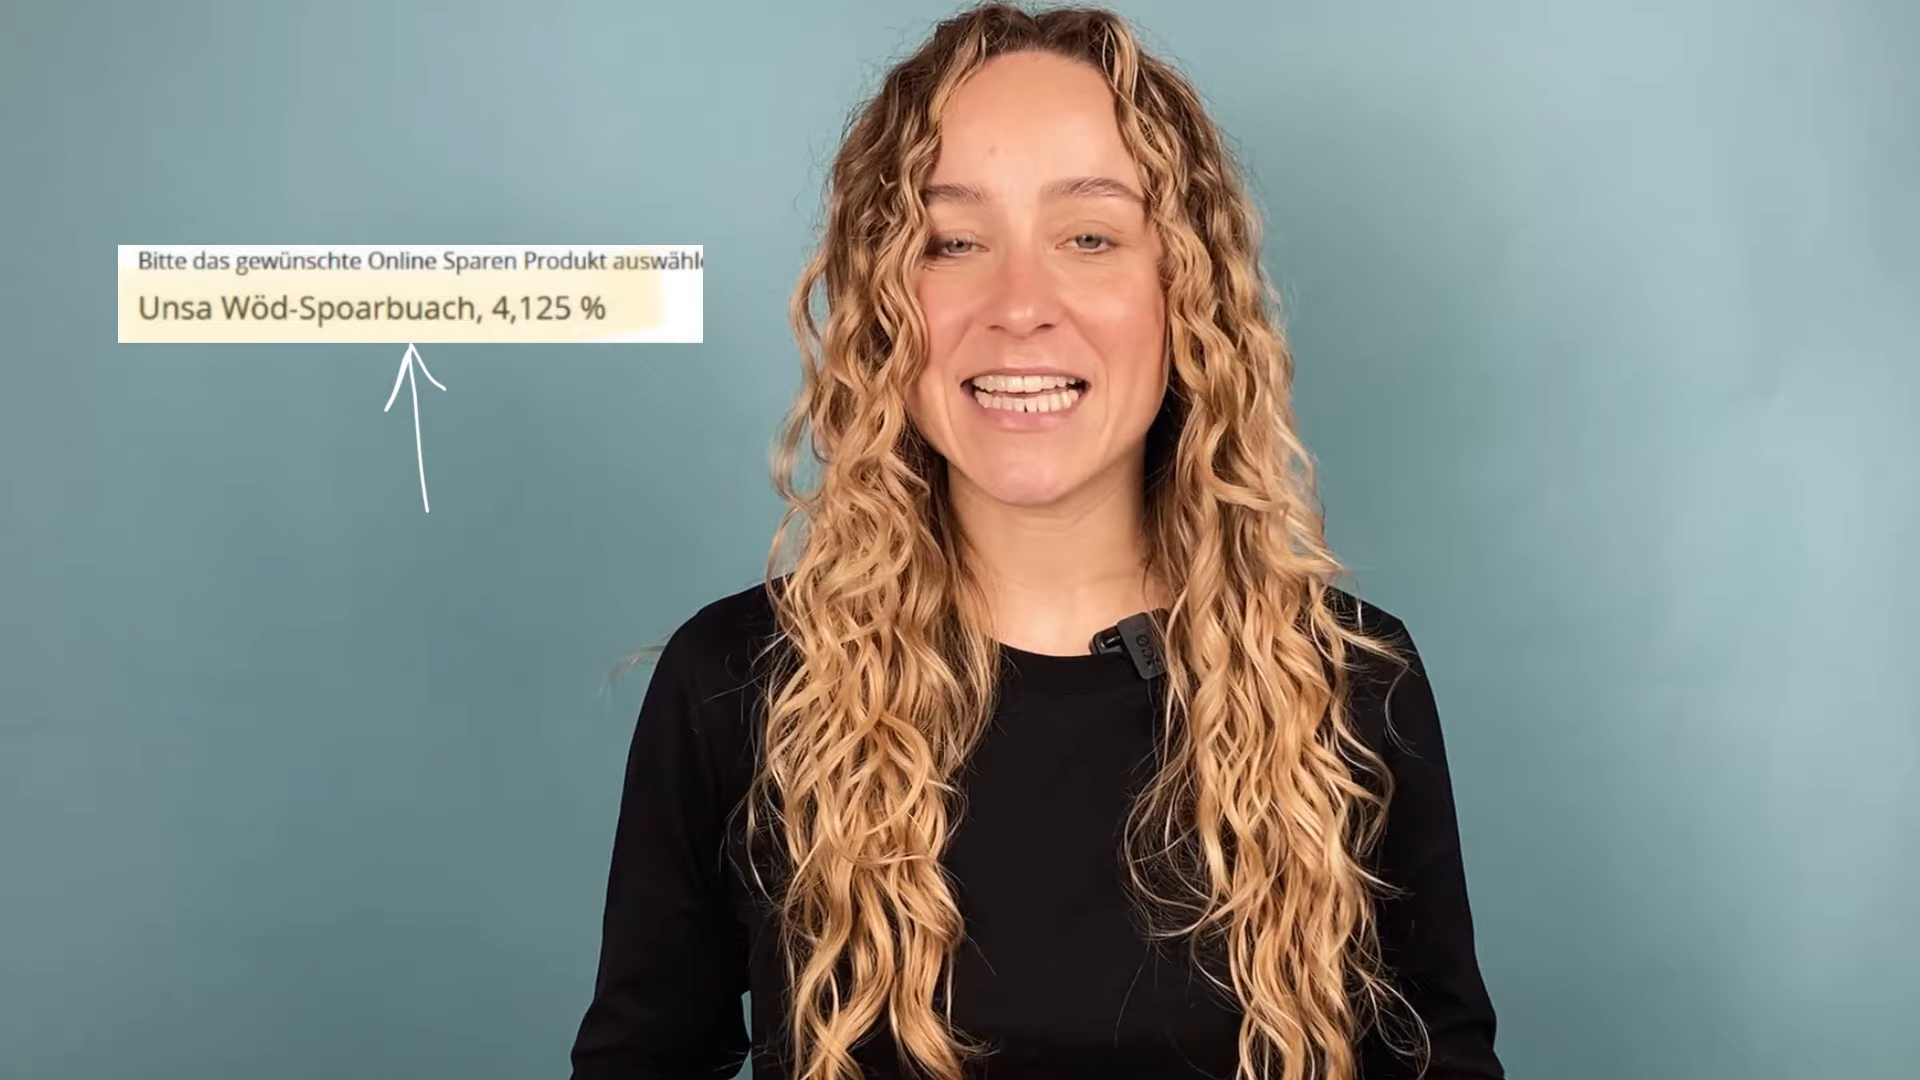 Bitte das gewünschte Online Sparen Produkt auswähl
Unsa Wöd-Spoarbuach, 4,125 %